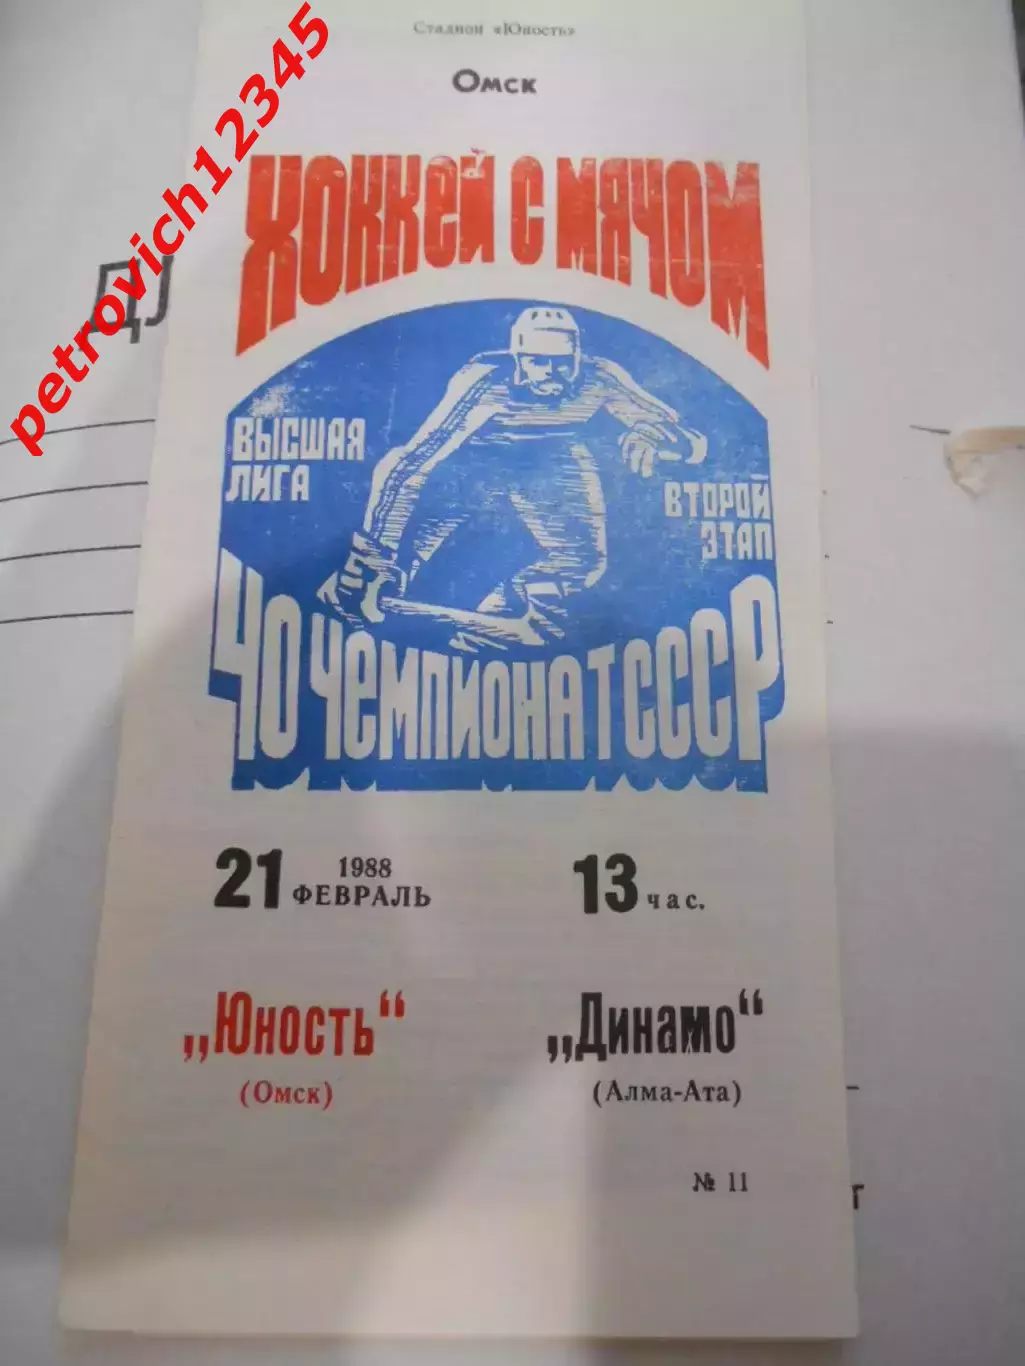 Стадион «Юность»
Омск
petrovich12345
ХОККЕЙ С МЯЧОМ
ДЛ
ВЫСШАЯ
ЛИГА
ВТОРОЙ
ЭТАП
40 ЧЕМПИОНАТ СССР
21 1988 ФЕВРАЛЬ 13 час.
„Юность“ „Динамо“
(Омск) (Алма-Ата)
№ 11
т